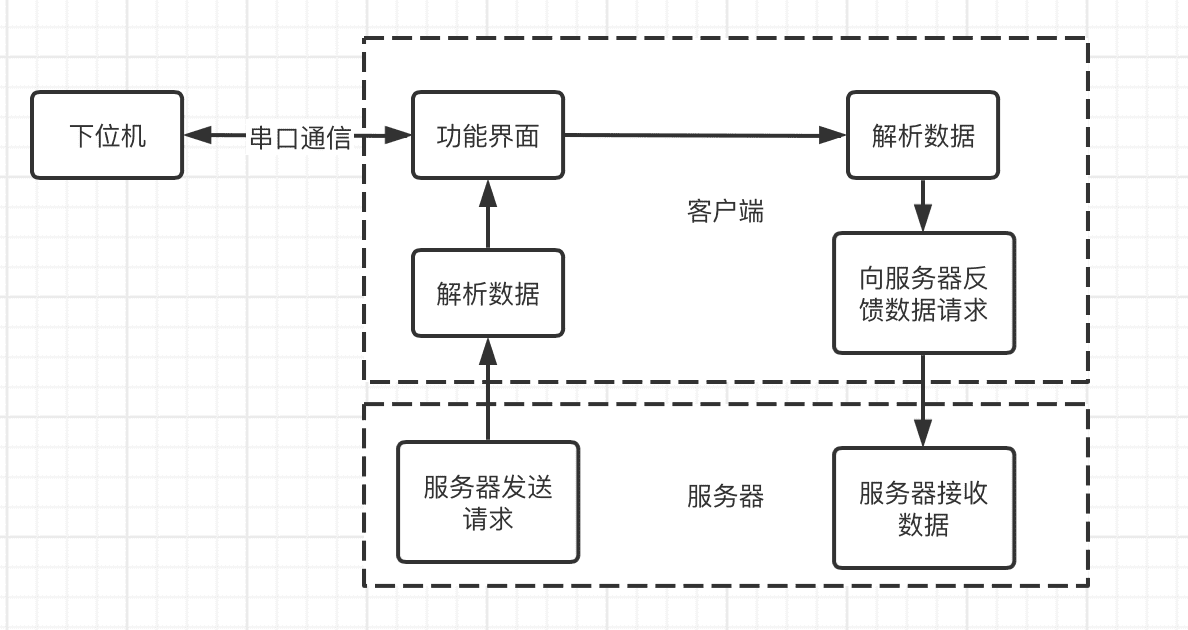 下位机
串口通信
功能界面
解析数据
客户端
解析数据
向服务器反
馈数据请求
服务器发送
请求
服务器
服务器接收
数据